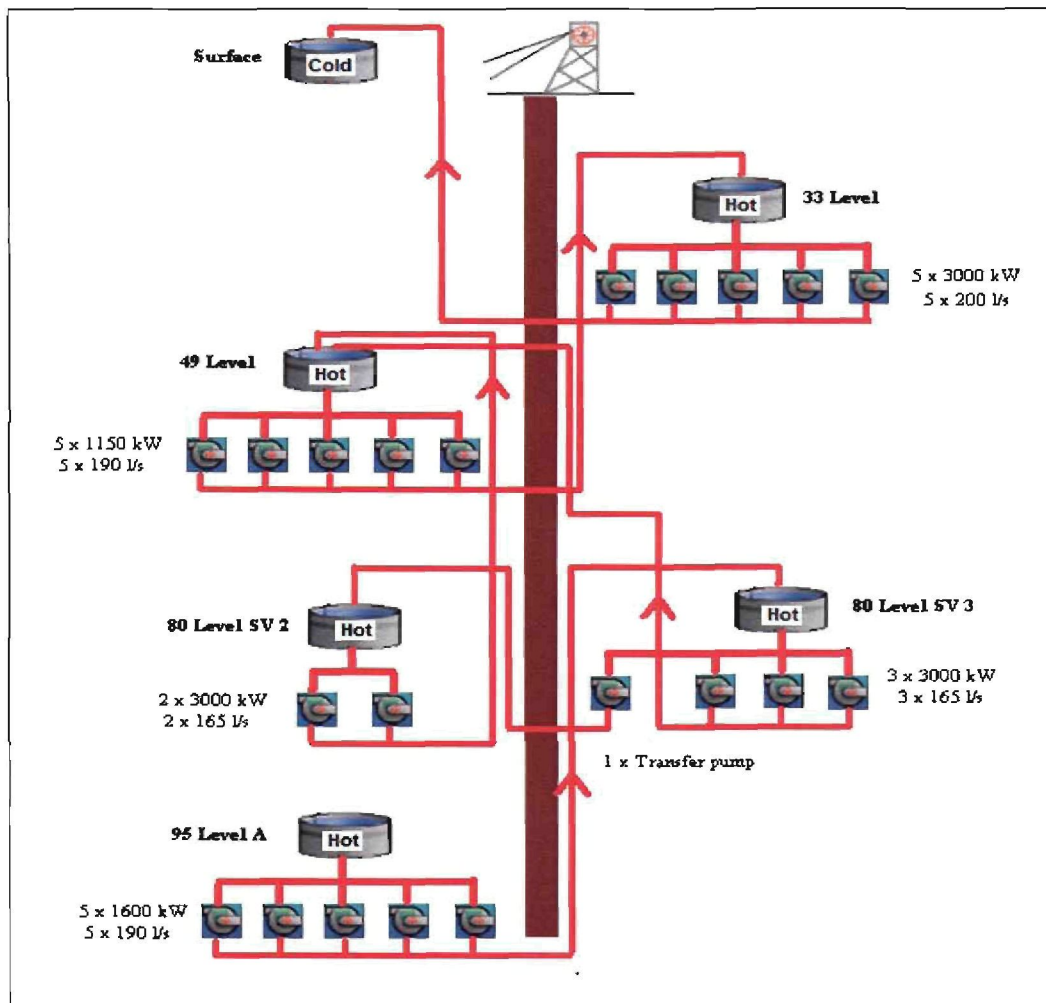 Surface
Cold
Hot
33 Level
5 x 3000 kW
5 x 200 l/s
49 Level
Hot
5 x 1150 kW
5 x 190 l/s
80 Level SV 2
Hot
2 x 3000 kW
2 x 165 l/s
Hot
80 Level SV 3
3 x 3000 kW
3 x 165 l/s
1 x Transfer pump
95 Level A
Hot
5 x 1600 kW
5 x 190 l/s